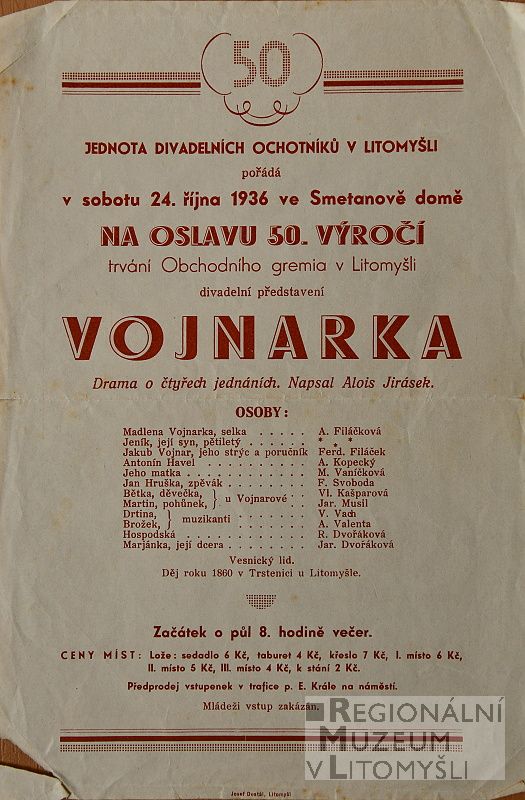 50
JEDNOTA DIVADELNÍCH OCHOTNÍKŮ V LITOMYŠLI
pořádá
v sobotu 24. října 1936 ve Smetanově domě
NA OSLAVU 50. VÝROČÍ
trvání Obchodního gremia v Litomyšli
divadelní představení
VOJNARKA
Drama o čtyřech jednáních. Napsal Alois Jirásek.
OSOBY:
Madlena Vojnarka, selka . . . . . A. Filáčková
Jeník, její syn, pětiletý . . . . . . * * *
Jakub Vojnar, jeho strýc a poručník Ferd. Filáček
Antonín Havel . . . . . . . . . A. Kopecký
Jeho matka . . . . . . . . . . M. Vaníčková
Jan Hruška, zpěvák . . . . . . . F. Svoboda
Bětka, děvečka, } u Vojnarové . . Vl. Kašparová
Martin, pohůnek, } Jar. Musil
Drtina, } muzikanti . . . . . . V. Vach
Brožek, } . . . . . . A. Valenta
Hospodská . . . . . . . . . . R. Dvořáková
Marjánka, její dcera . . . . . . . Jar. Dvořáková
Vesnický lid.
Děj roku 1860 v Trstenici u Litomyšle.
Začátek o půl 8. hodině večer.
CENY MÍST: Lože: sedadlo 6 Kč, taburet 4 Kč, křeslo 7 Kč, I. místo 6 Kč,
II. místo 5 Kč, III. místo 4 Kč, k stání 2 Kč.
Předprodej vstupenek v trafice p. E. Krále na náměstí.
Mládeži vstup zakázán.
REGIONÁLNÍ
MUZEUM
V LITOMYŠLI
Josef Dostál, Litomyšl